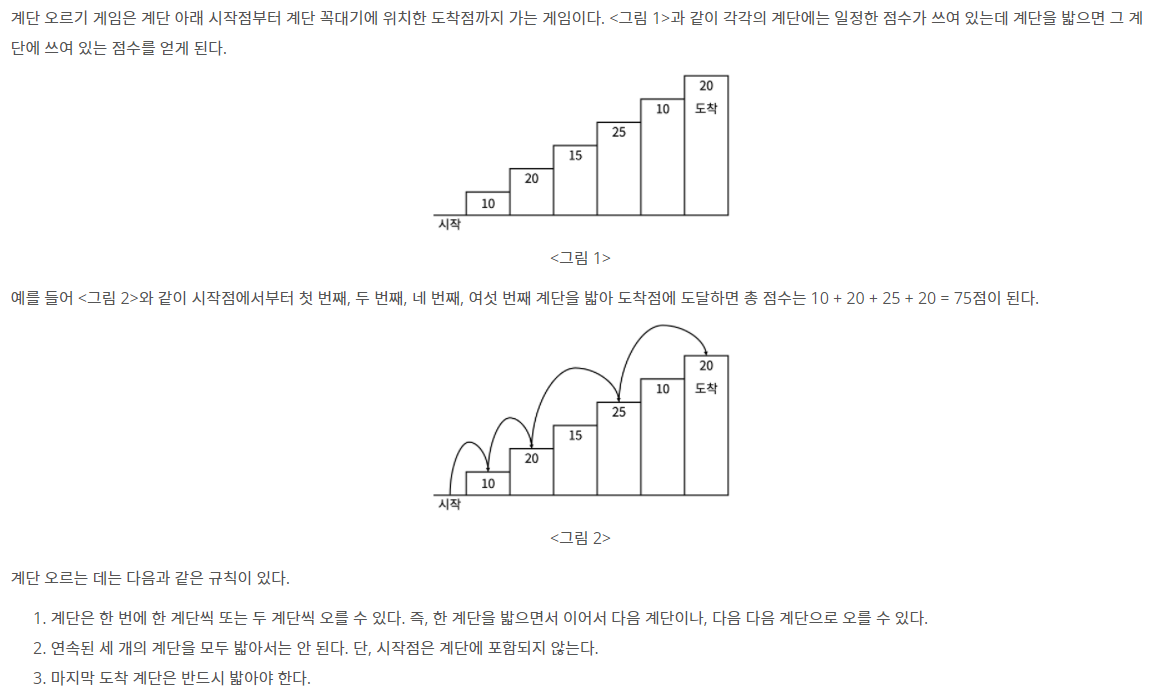 계단 오르기 게임은 계단 아래 시작점부터 계단 꼭대기에 위치한 도착점까지 가는 게임이다. <그림 1>과 같이 각각의 계단에는 일정한 점수가 쓰여 있는데 계단을 밟으면 그 계
단에 쓰여 있는 점수를 얻게 된다.
20
도착
10
25
15
20
10
시작
<그림 1>
예를 들어 <그림 2>와 같이 시작점에서부터 첫 번째, 두 번째, 네 번째, 여섯 번째 계단을 밟아 도착점에 도달하면 총 점수는 10 + 20 + 25 + 20 = 75점이 된다.
20
도착
10
25
15
20
10
시작
<그림 2>
계단 오르는 데는 다음과 같은 규칙이 있다.
1. 계단은 한 번에 한 계단씩 또는 두 계단씩 오를 수 있다. 즉, 한 계단을 밟으면서 이어서 다음 계단이나, 다음 다음 계단으로 오를 수 있다.
2. 연속된 세 개의 계단을 모두 밟아서는 안 된다. 단, 시작점은 계단에 포함되지 않는다.
3. 마지막 도착 계단은 반드시 밟아야 한다.